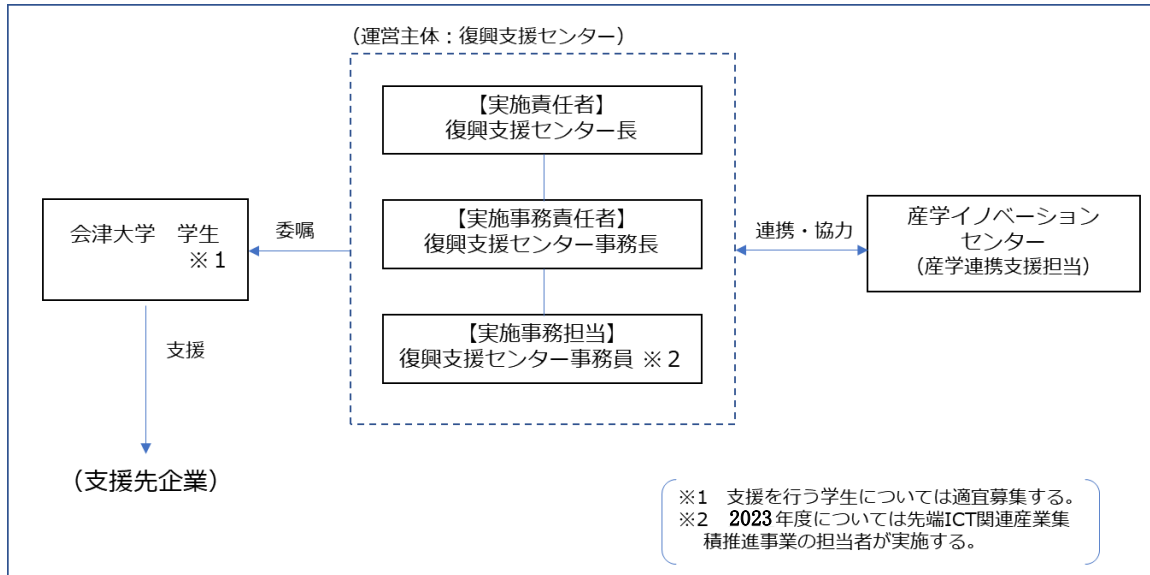 （運営主体：復興支援センター）
【実施責任者】
復興支援センター長
【実施事務責任者】
復興支援センター事務長
【実施事務担当】
復興支援センター事務員 ※２
会津大学　学生
※１
委嘱
連携・協力
産学イノベーション
センター
（産学連携支援担当）
支援
（支援先企業）
※1　支援を行う学生については適宜募集する。
※2　2023年度については先端ICT関連産業集
積推進事業の担当者が実施する。